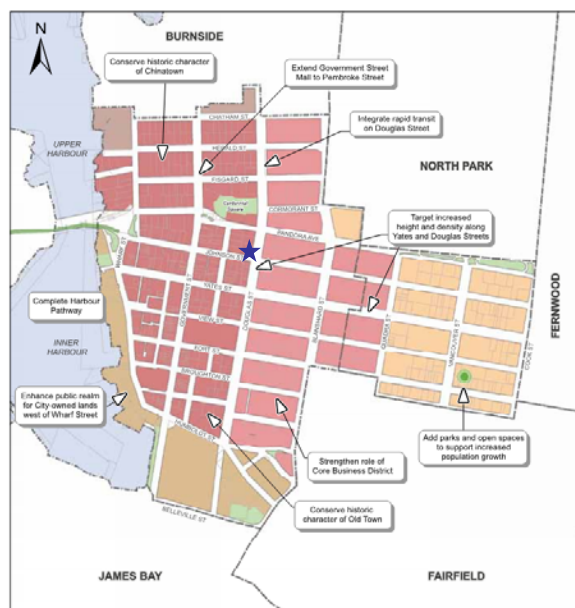 N
BURNSIDE
Conserve historic character
of Chinatown
Extend Government Street
Mall to Pembroke Street
Integrate rapid transit
on Douglas Street
CHATHAM ST
HERALD ST
FISGARD ST
UPPER
HARBOUR
NORTH PARK
Centennial
Square
CORMORANT ST
PANDORA AVE
Target increased
height and density along
Yates and Douglas Streets
JOHNSON ST
WHARF ST
YATES ST
GOVERNMENT ST
DOUGLAS ST
BLANSHARD ST
QUADRA ST
VANCOUVER ST
COOK ST
FERNWOOD
Complete Harbour
Pathway
VIEW ST
INNER
HARBOUR
FORT ST
BROUGHTON ST
Enhance public realm
for City-owned lands
west of Wharf Street
HUMBOLDT ST
Add parks and open spaces
to support increased
population growth
Strengthen role of
Core Business District
Conserve historic
character of Old Town
BELLEVILLE ST
JAMES BAY
FAIRFIELD